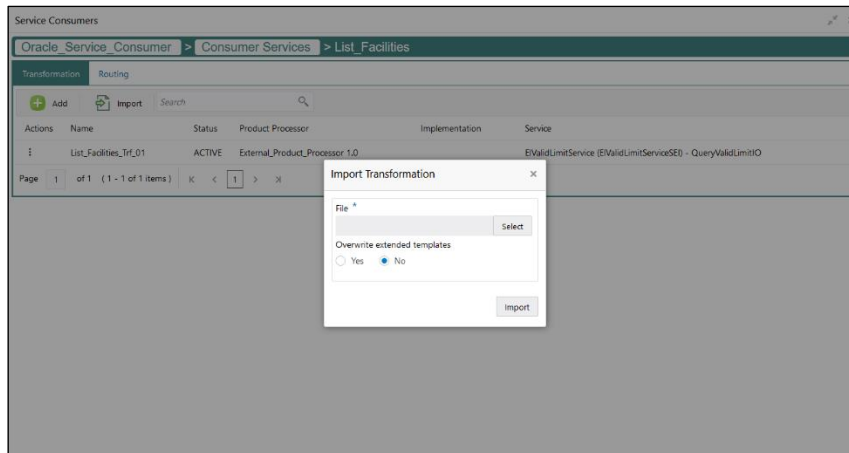 Service Consumers
Oracle_Service_Consumer > Consumer Services > List_Facilities
Transformation Routing
Add Import Search
Actions Name Status Product Processor Implementation Service
List_Facilities_Trf_01 ACTIVE External_Product_Processor 1.0 ElValidLimitService (ElValidLimitServiceSEI) - QueryValidLimitIO
Page 1 of 1 (1 - 1 of 1 items) 1
Import Transformation
File *
Select
Overwrite extended templates
Yes No
Import